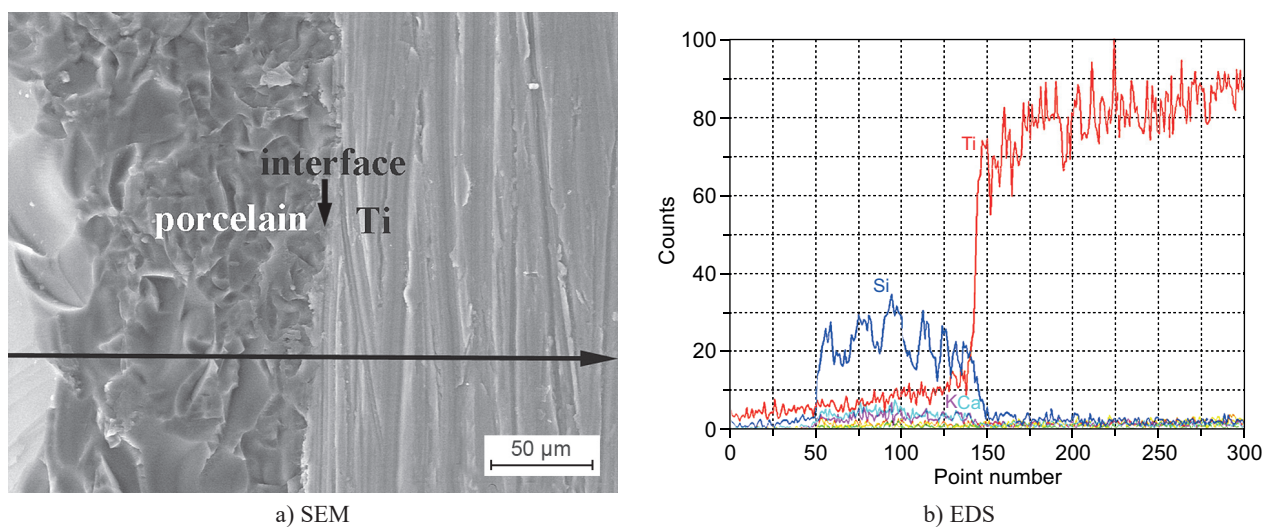 interface
porcelain
Ti
50 µm
a) SEM
100
80
60
40
20
0
Counts
Ti
Si
K
Ca
0 50 100 150 200 250 300
Point number
b) EDS